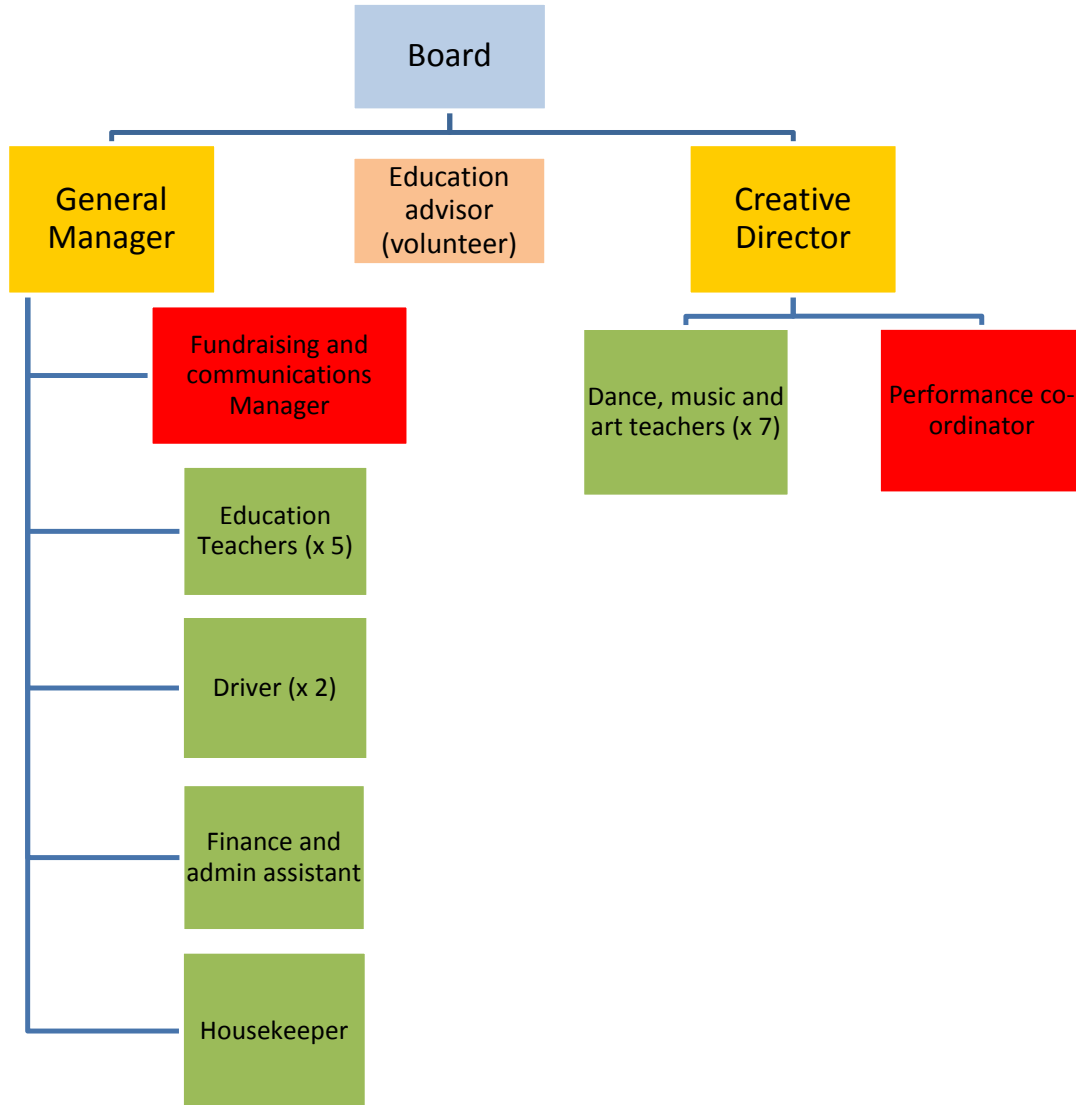 Board
General
Manager
Education
advisor
(volunteer)
Creative
Director
Fundraising and
communications
Manager
Dance, music and
art teachers (x 7)
Performance co-
ordinator
Education
Teachers (x 5)
Driver (x 2)
Finance and
admin assistant
Housekeeper